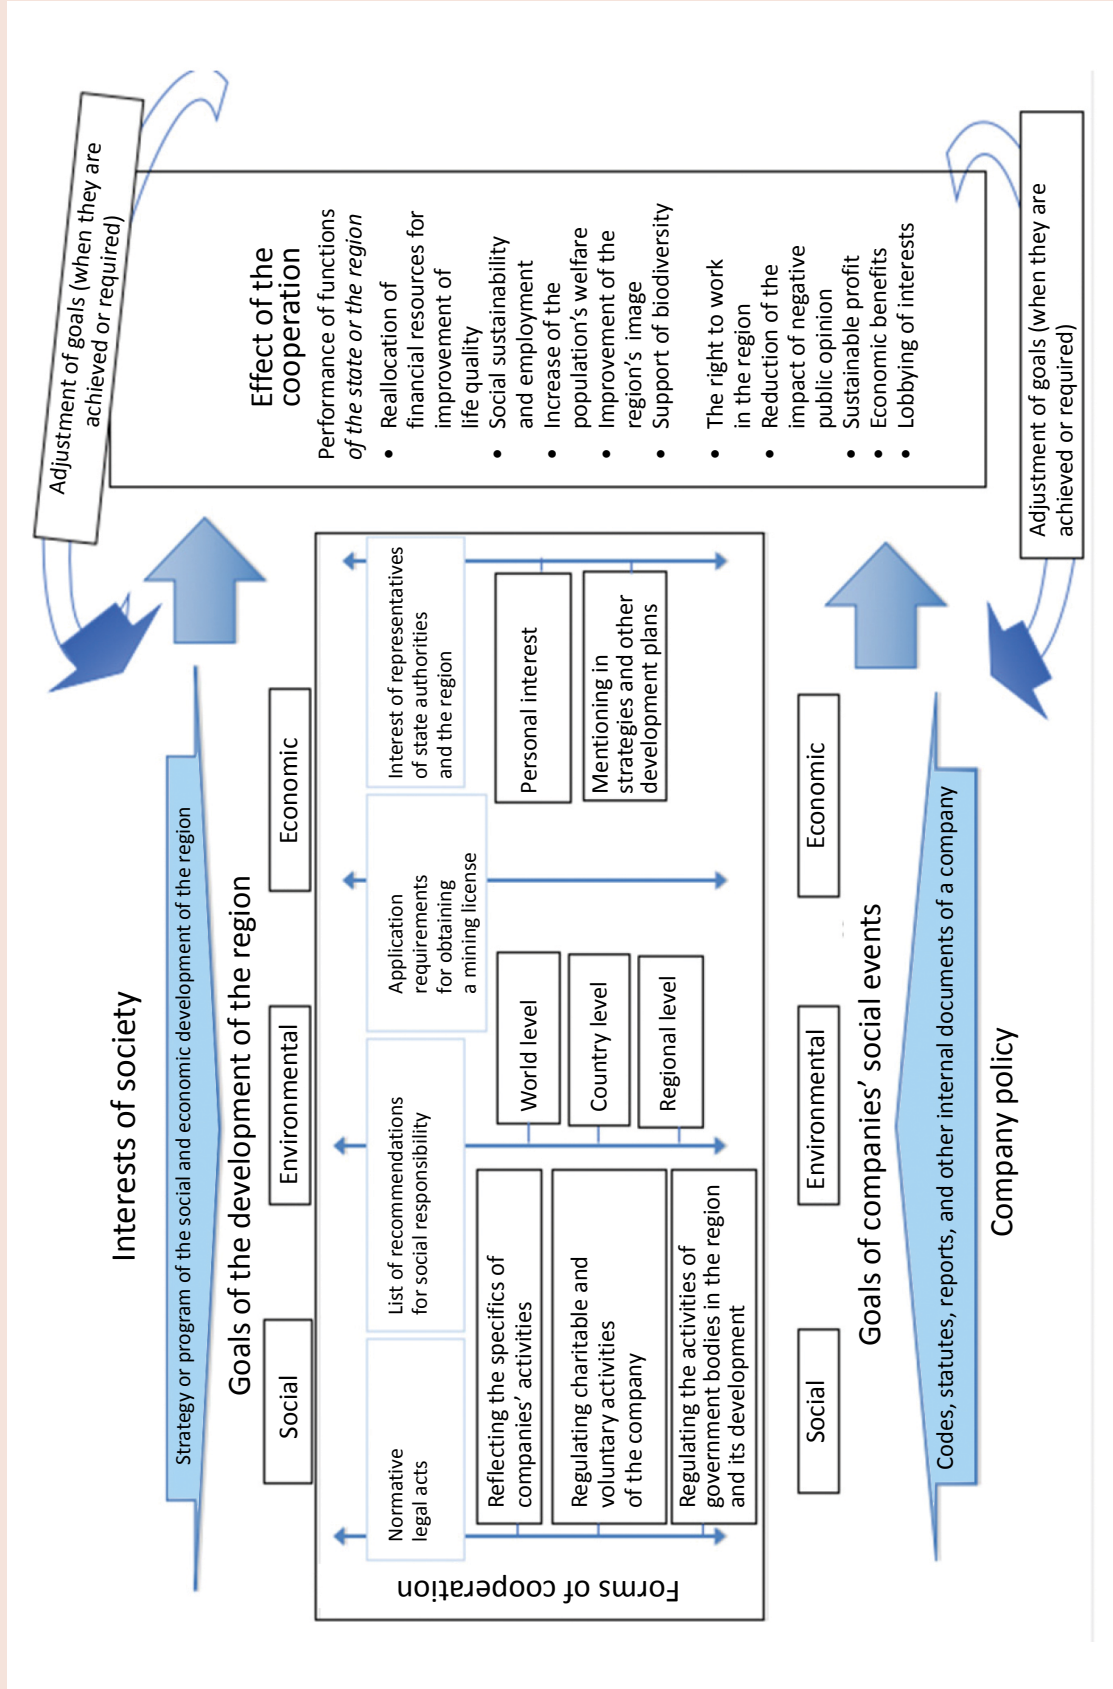 Interests of society
Strategy or program of the social and economic development of the region
Goals of the development of the region
Social
Environmental
Economic
Forms of cooperation
Normative
legal acts
List of recommendations
for social responsibility
Application
requirements
for obtaining
a mining license
Interest of representatives
of state authorities
and the region
Reflecting the specifics of
companies’ activities
Regulating charitable and
voluntary activities
of the company
Regulating the activities of
government bodies in the region
and its development
World level
Country level
Regional level
Personal interest
Mentioning in
strategies and other
development plans
Social
Environmental
Economic
Goals of companies’ social events
Codes, statutes, reports, and other internal documents of a company
Company policy
Adjustment of goals (when they are
achieved or required)
Effect of the
cooperation
Performance of functions
of the state or the region
• Reallocation of
financial resources for
improvement of
life quality
• Social sustainability
and employment
• Increase of the
population’s welfare
• Improvement of the
region’s image
• Support of biodiversity
• The right to work
in the region
• Reduction of the
impact of negative
public opinion
• Sustainable profit
• Economic benefits
• Lobbying of interests
Adjustment of goals (when they are
achieved or required)